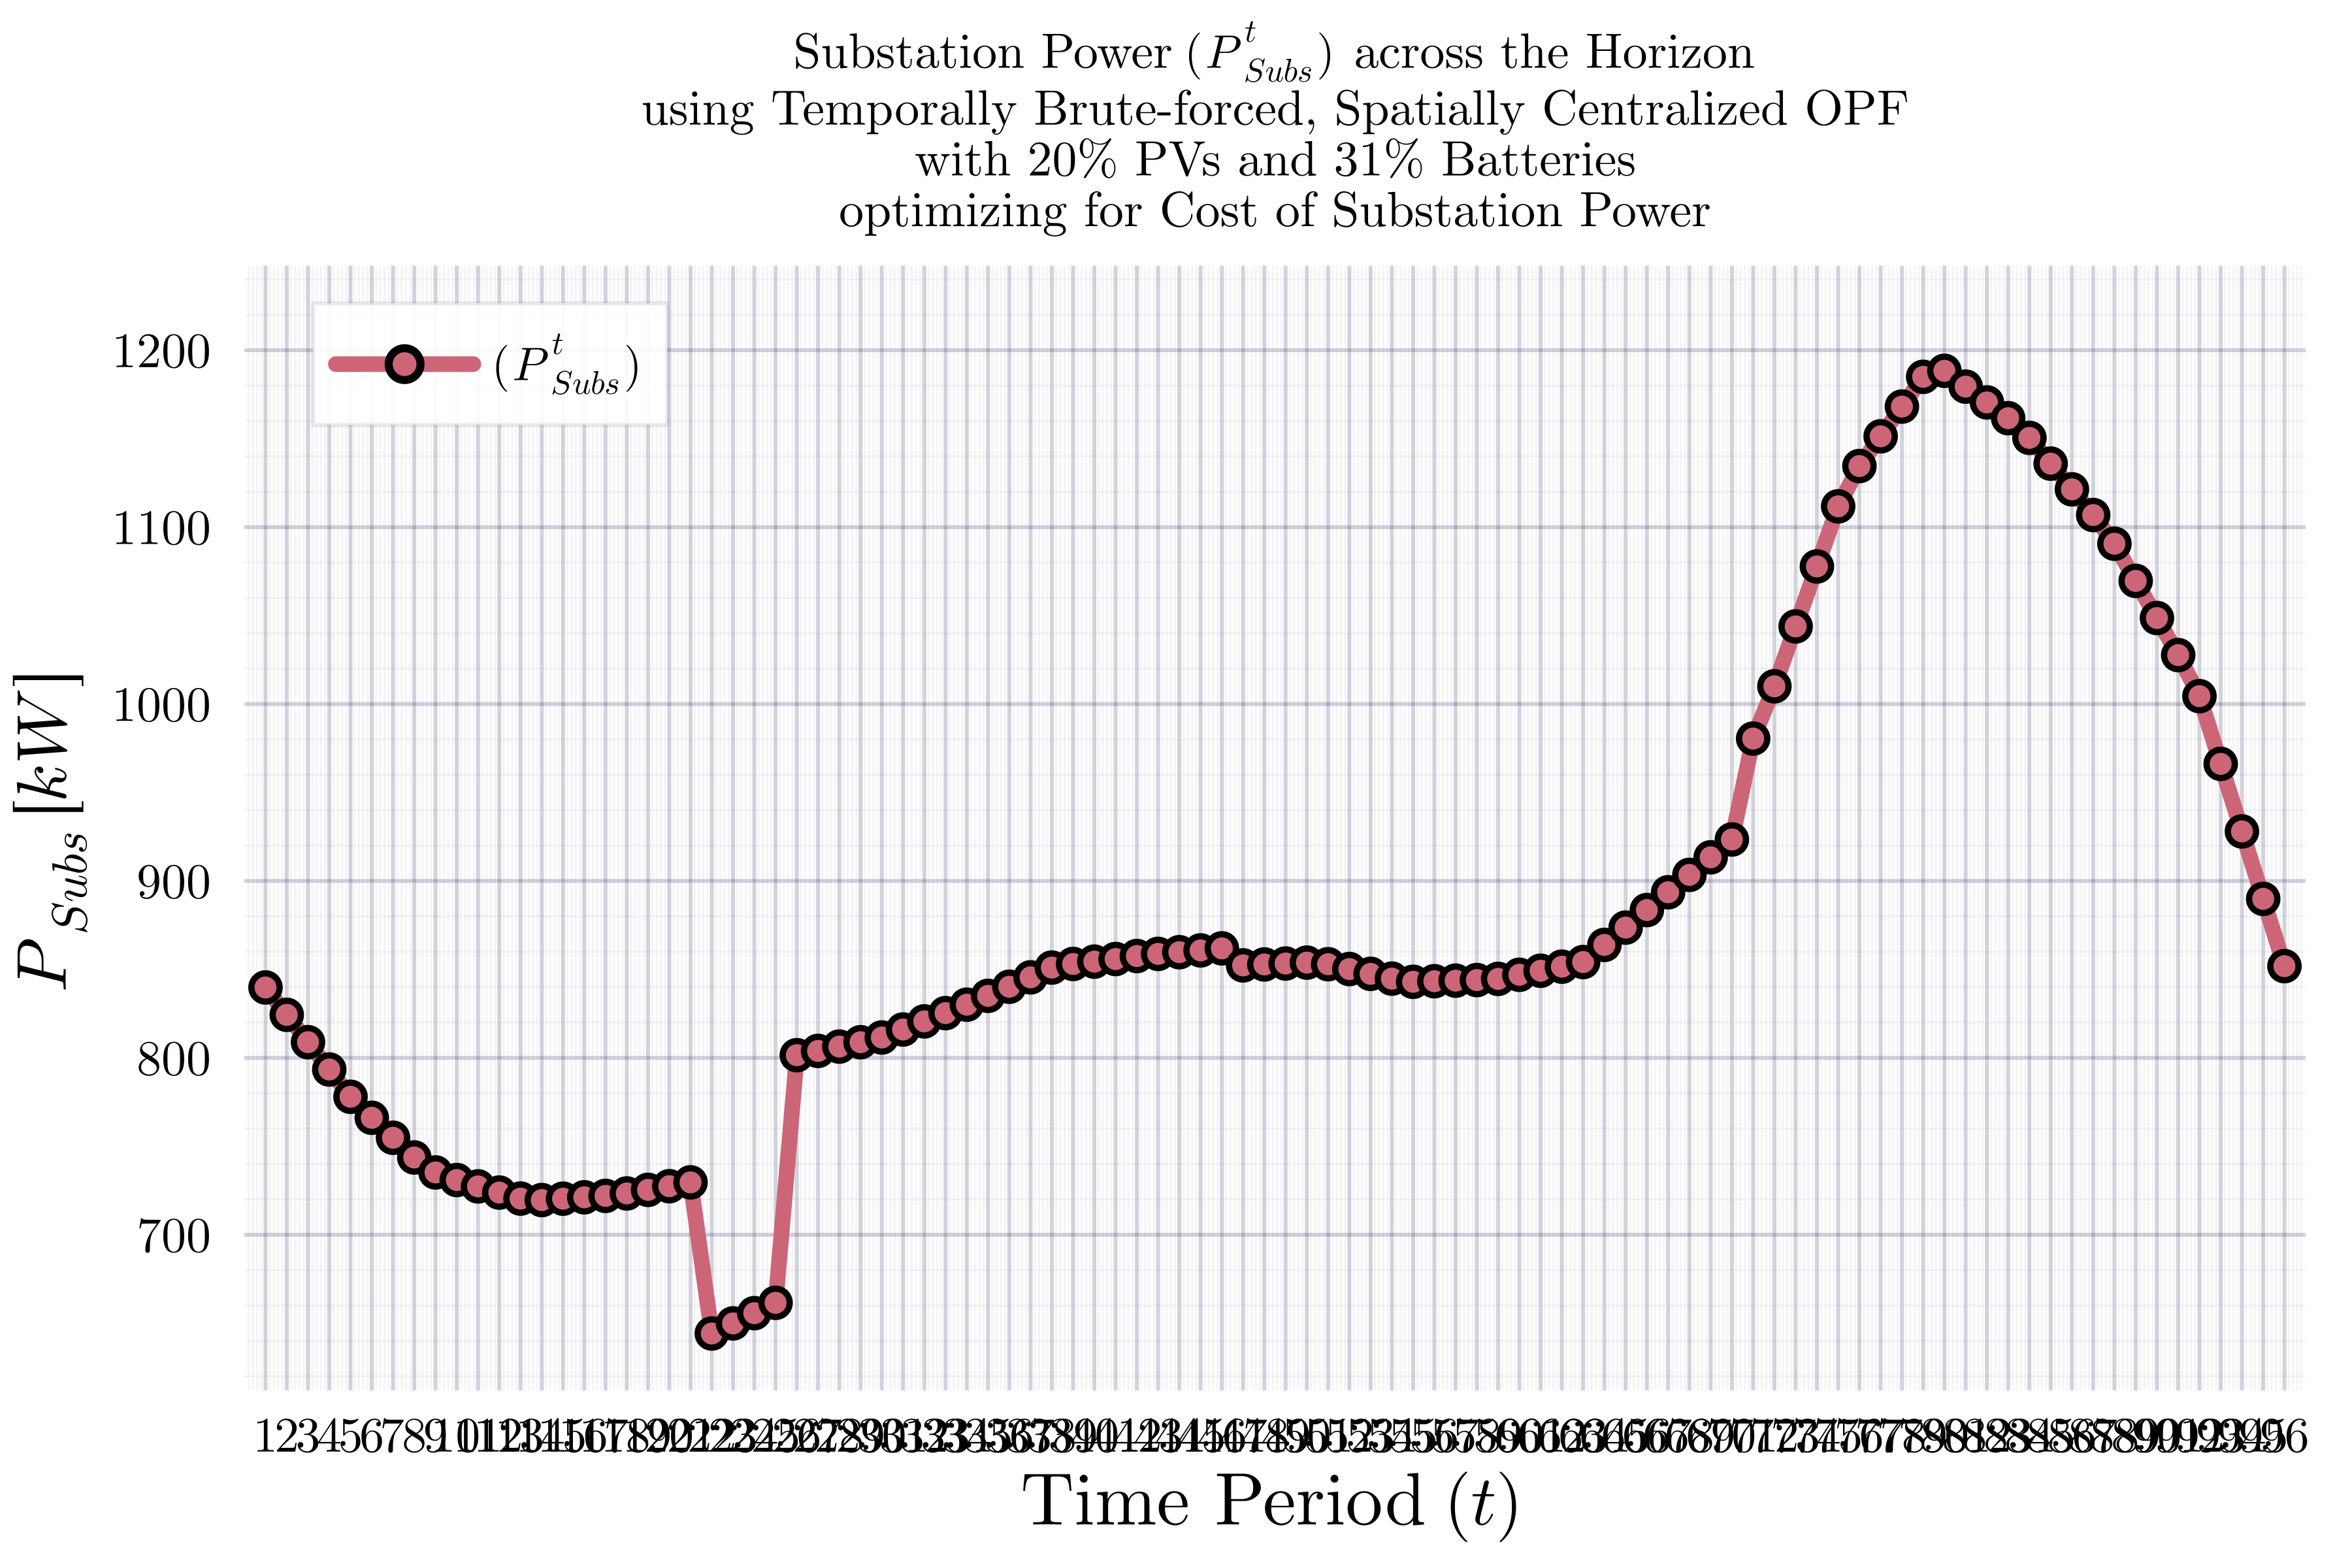 Substation Power (P^t_Subs) across the Horizon
using Temporally Brute-forced, Spatially Centralized OPF
with 20% PVs and 31% Batteries
optimizing for Cost of Substation Power
(P^t_Subs)
1200
1100
1000
900
800
700
P_Subs [kW]
Time Period (t)